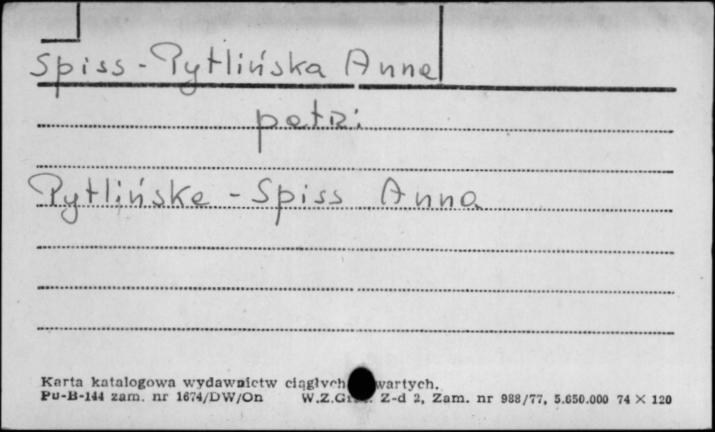 Spiss-Pytlińska Anna
patrz:
Pytlińska-Spiss Anna
Karta katalogowa wydawnictw ciągłych wartych.
Pu-B-144 zam. nr 1674/DW/On W.Z.G Z-d 2, Zam. nr 988/77, 5.650.000 74 × 120